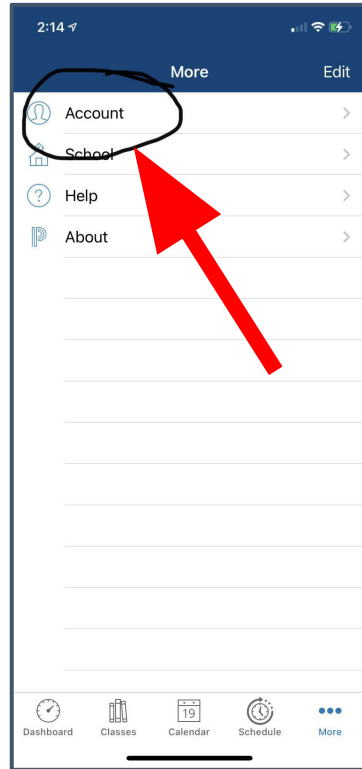 2:14
More
Edit
Account
School
Help
About
19
Dashboard
Classes
Calendar
Schedule
More